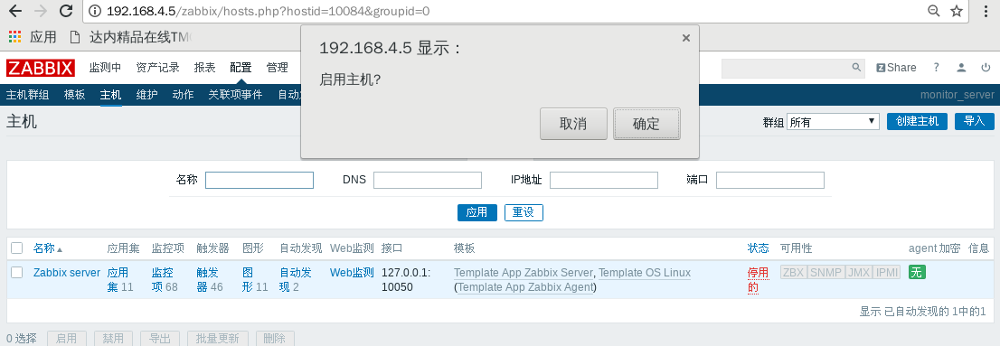 192.168.4.5/zabbix/hosts.php?hostid=10084&groupid=0
应用 达内精品在线TM
192.168.4.5 显示：
启用主机?
取消 确定
ZABBIX 监测中 资产记录 报表 配置 管理 Z Share ?
主机群组 模板 主机 维护 动作 关联项事件 自动 monitor_server
主机 群组 所有 创建主机 导入
名称 DNS IP地址 端口
应用 重设
名称 应用集 监控项 触发器 图形 自动发现 Web监测 接口 模板 状态 可用性 agent 加密 信息
Zabbix server 应用 监控 触发 图 自动发 Web监测 127.0.0.1: Template App Zabbix Server, Template OS Linux 停用 ZBX SNMP JMX IPMI 无
集 11 项 68 器 46 形 11 现 2 10050 (Template App Zabbix Agent) 的
显示 已自动发现的 1中的1
0 选择 启用 禁用 导出 批量更新 删除